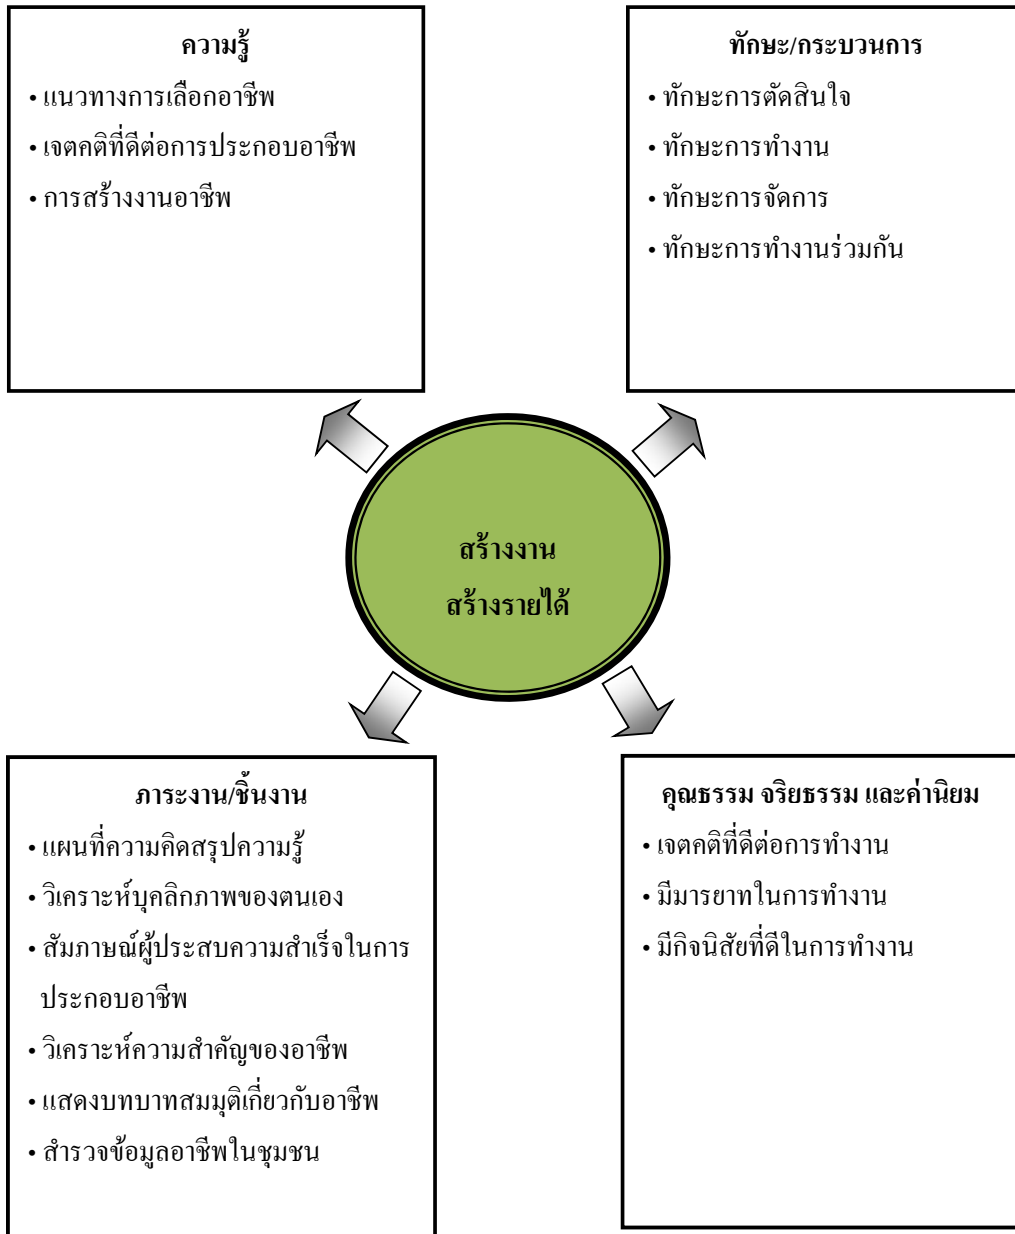 ความรู้
• แนวทางการเลือกอาชีพ
• เจตคติที่ดีต่อการประกอบอาชีพ
• การสร้างงานอาชีพ
ทักษะ/กระบวนการ
• ทักษะการตัดสินใจ
• ทักษะการทำงาน
• ทักษะการจัดการ
• ทักษะการทำงานร่วมกัน
สร้างงาน
สร้างรายได้
ภาระงาน/ชิ้นงาน
• แผนที่ความคิดสรุปความรู้
• วิเคราะห์บุคลิกภาพของตนเอง
• สัมภาษณ์ผู้ประสบความสำเร็จในการ
ประกอบอาชีพ
• วิเคราะห์ความสำคัญของอาชีพ
• แสดงบทบาทสมมุติเกี่ยวกับอาชีพ
• สำรวจข้อมูลอาชีพในชุมชน
คุณธรรม จริยธรรม และค่านิยม
• เจตคติที่ดีต่อการทำงาน
• มีมารยาทในการทำงาน
• มีกิจนิสัยที่ดีในการทำงาน